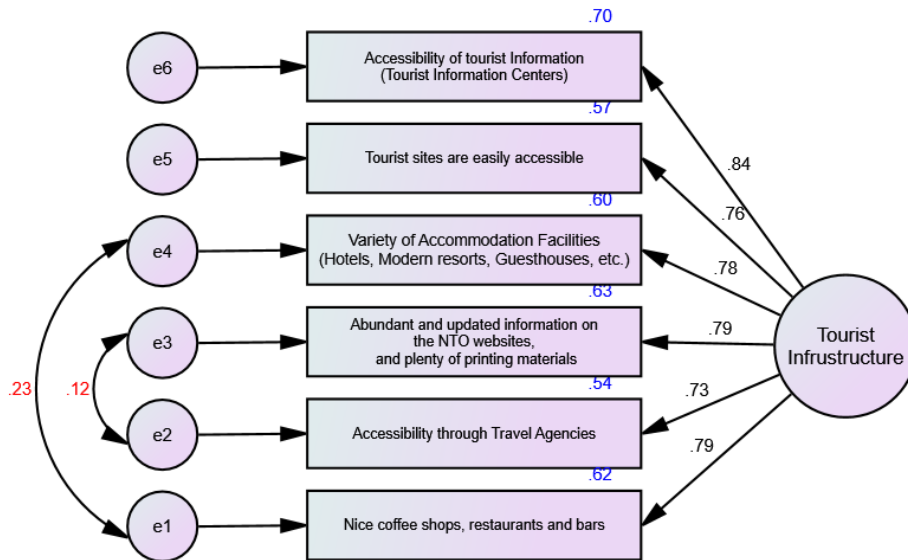 .70
e6
Accessibility of tourist Information
(Tourist Information Centers)
.84
.57
e5
Tourist sites are easily accessible
.76
.60
e4
Variety of Accommodation Facilities
(Hotels, Modern resorts, Guesthouses, etc.)
.78
.63
e3
Abundant and updated information on
the NTO websites,
and plenty of printing materials
.79
Tourist
Infrustructure
.23
.12
.54
e2
Accessibility through Travel Agencies
.73
.62
e1
Nice coffee shops, restaurants and bars
.79